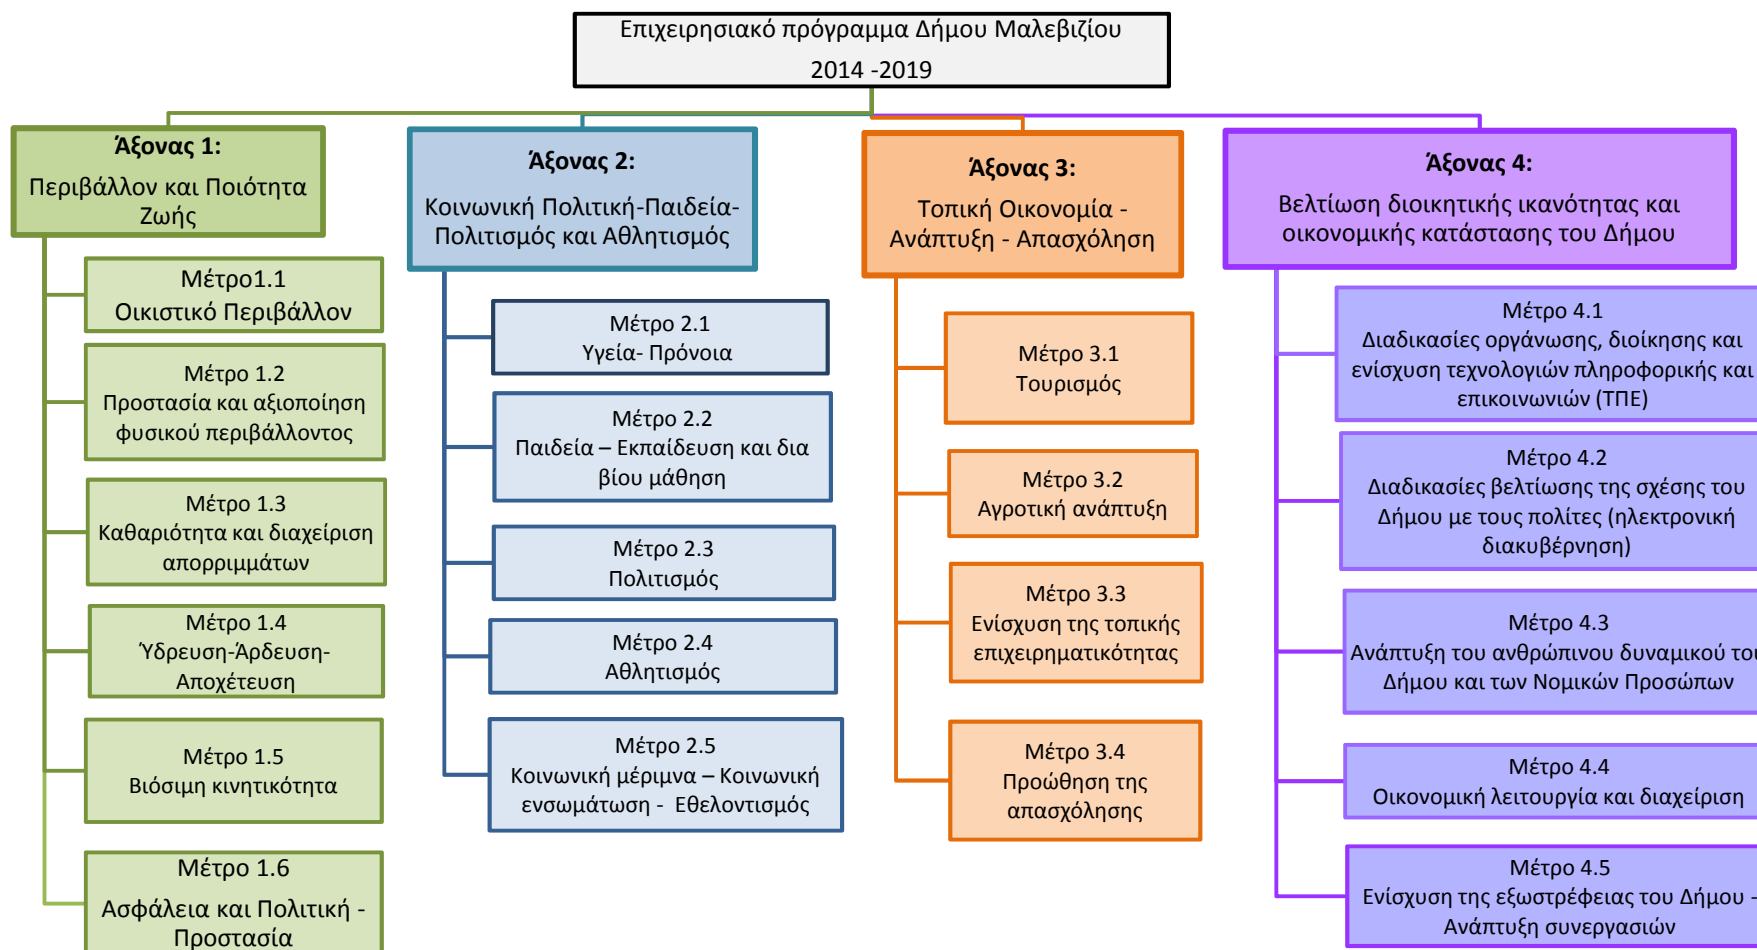 Επιχειρησιακό πρόγραμμα Δήμου Μαλεβιζίου
2014 -2019
Άξονας 1:
Περιβάλλον και Ποιότητα
Ζωής
Μέτρο1.1
Οικιστικό Περιβάλλον
Μέτρο 1.2
Προστασία και αξιοποίηση
φυσικού περιβάλλοντος
Μέτρο 1.3
Καθαριότητα και διαχείριση
απορριμμάτων
Μέτρο 1.4
Ύδρευση-Άρδευση-
Αποχέτευση
Μέτρο 1.5
Βιόσιμη κινητικότητα
Μέτρο 1.6
Ασφάλεια και Πολιτική -
Προστασία
Άξονας 2:
Κοινωνική Πολιτική-Παιδεία-
Πολιτισμός και Αθλητισμός
Μέτρο 2.1
Υγεία- Πρόνοια
Μέτρο 2.2
Παιδεία – Εκπαίδευση και δια
βίου μάθηση
Μέτρο 2.3
Πολιτισμός
Μέτρο 2.4
Αθλητισμός
Μέτρο 2.5
Κοινωνική μέριμνα – Κοινωνική
ενσωμάτωση - Εθελοντισμός
Άξονας 3:
Τοπική Οικονομία -
Ανάπτυξη - Απασχόληση
Μέτρο 3.1
Τουρισμός
Μέτρο 3.2
Αγροτική ανάπτυξη
Μέτρο 3.3
Ενίσχυση της τοπικής
επιχειρηματικότητας
Μέτρο 3.4
Προώθηση της
απασχόλησης
Άξονας 4:
Βελτίωση διοικητικής ικανότητας και
οικονομικής κατάστασης του Δήμου
Μέτρο 4.1
Διαδικασίες οργάνωσης, διοίκησης και
ενίσχυση τεχνολογιών πληροφορικής και
επικοινωνιών (ΤΠΕ)
Μέτρο 4.2
Διαδικασίες βελτίωσης της σχέσης του
Δήμου με τους πολίτες (ηλεκτρονική
διακυβέρνηση)
Μέτρο 4.3
Ανάπτυξη του ανθρώπινου δυναμικού του
Δήμου και των Νομικών Προσώπων
Μέτρο 4.4
Οικονομική λειτουργία και διαχείριση
Μέτρο 4.5
Ενίσχυση της εξωστρέφειας του Δήμου –
Ανάπτυξη συνεργασιών